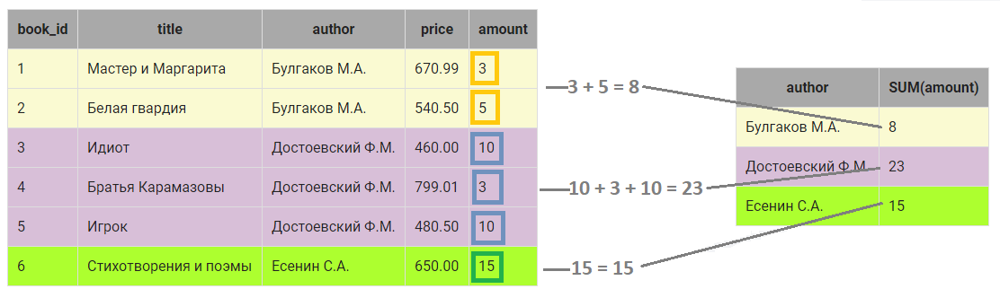 book_id title author price amount
1 Мастер и Маргарита Булгаков М.А. 670.99 3
2 Белая гвардия Булгаков М.А. 540.50 5
3 Идиот Достоевский Ф.М. 460.00 10
4 Братья Карамазовы Достоевский Ф.М. 799.01 3
5 Игрок Достоевский Ф.М. 480.50 10
6 Стихотворения и поэмы Есенин С.А. 650.00 15
3 + 5 = 8
10 + 3 + 10 = 23
15 = 15
author SUM(amount)
Булгаков М.А. 8
Достоевский Ф.М. 23
Есенин С.А. 15